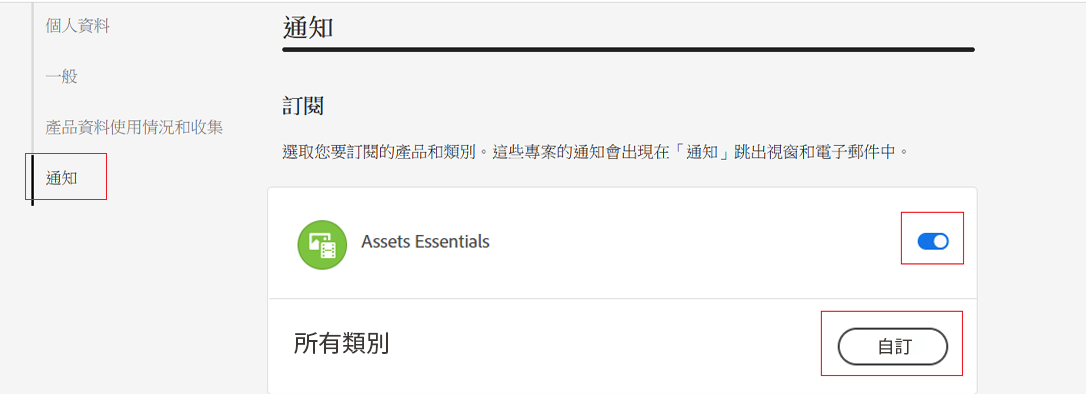 個人資料
一般
產品資料使用情況和收集
通知
通知
訂閱
選取您要訂閱的產品和類別。這些專案的通知會出現在「通知」跳出視窗和電子郵件中。
Assets Essentials
所有類別
自訂